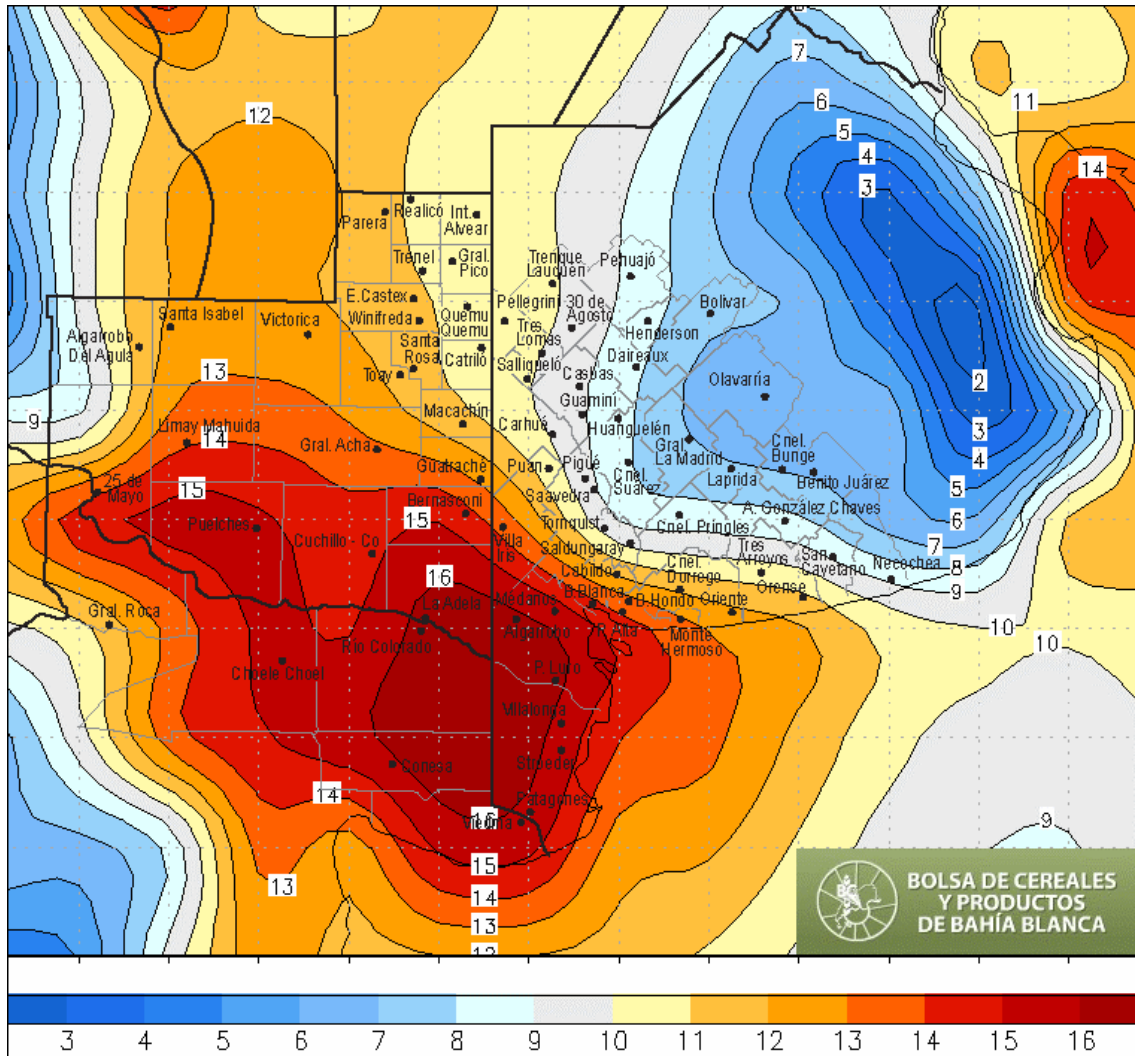 7
6
5
4
3
11
14
12
Realicó
Int.
Alvear
Parera
Trenel
Gral.
Pico
Trenque
Lauquen
Pehuajó
E.Castex
Winifreda
Quemu
Quemu
Pellegrini
30 de
Agosto
Bolivar
Santa Isabel
Victorica
Algarrobo
Del Agula
Santa
Rosa
Catriló
Tres
Lomas
Henderson
Daireaux
Toay
Salliqueló
Casbas
Olavarría
2
13
9
Macachín
Guaminí
Carhué
Huanguelén
3
Limay Mahuida
14
Gral. Acha
Gral.
La Madrid
Cnel.
Bunge
4
Guatraché
Puan
Pigüé
Cnel.
Suárez
Laprida
Benito Juárez
25 de
Mayo
15
Bernasconi
Saavedra
5
Puelches
15
Tornquist
Cnel. Pringles
A. González Chaves
6
Cuchillo - Co
Villa
Iris
Saldungaray
Tres
Arroyos
San
Cayetano
7
16
Cabildo
Cnel.
Dorrego
Necochea
8
Gral. Roca
La Adela
Médanos
B.Blanca
B.Hondo
Oriente
Orense
9
Río Colorado
Algarrobo
P. Alta
Monte
Hermoso
10
10
Choele Choel
P. Luro
Villalonga
Conesa
Stroeder
14
Patagones
16
Viedma
9
15
13
14
13
12
BOLSA DE CEREALES
Y PRODUCTOS
DE BAHÍA BLANCA
3 4 5 6 7 8 9 10 11 12 13 14 15 16